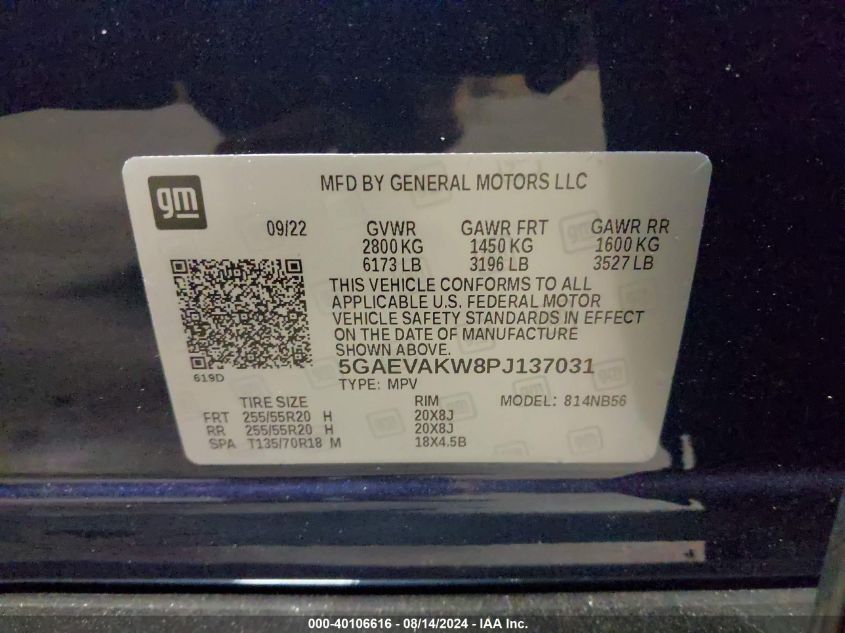 gm
MFD BY GENERAL MOTORS LLC
09/22 GVWR GAWR FRT GAWR RR
2800 KG 1450 KG 1600 KG
6173 LB 3196 LB 3527 LB
THIS VEHICLE CONFORMS TO ALL
APPLICABLE U.S. FEDERAL MOTOR
VEHICLE SAFETY STANDARDS IN EFFECT
ON THE DATE OF MANUFACTURE
SHOWN ABOVE.
619D
5GAEVAKW8PJ137031
TYPE: MPV
TIRE SIZE RIM MODEL: 814NB56
FRT 255/55R20 H 20X8J
RR 255/55R20 H 20X8J
SPA T135/70R18 M 18X4.5B
000-40106616 - 08/14/2024 - IAA, Inc.